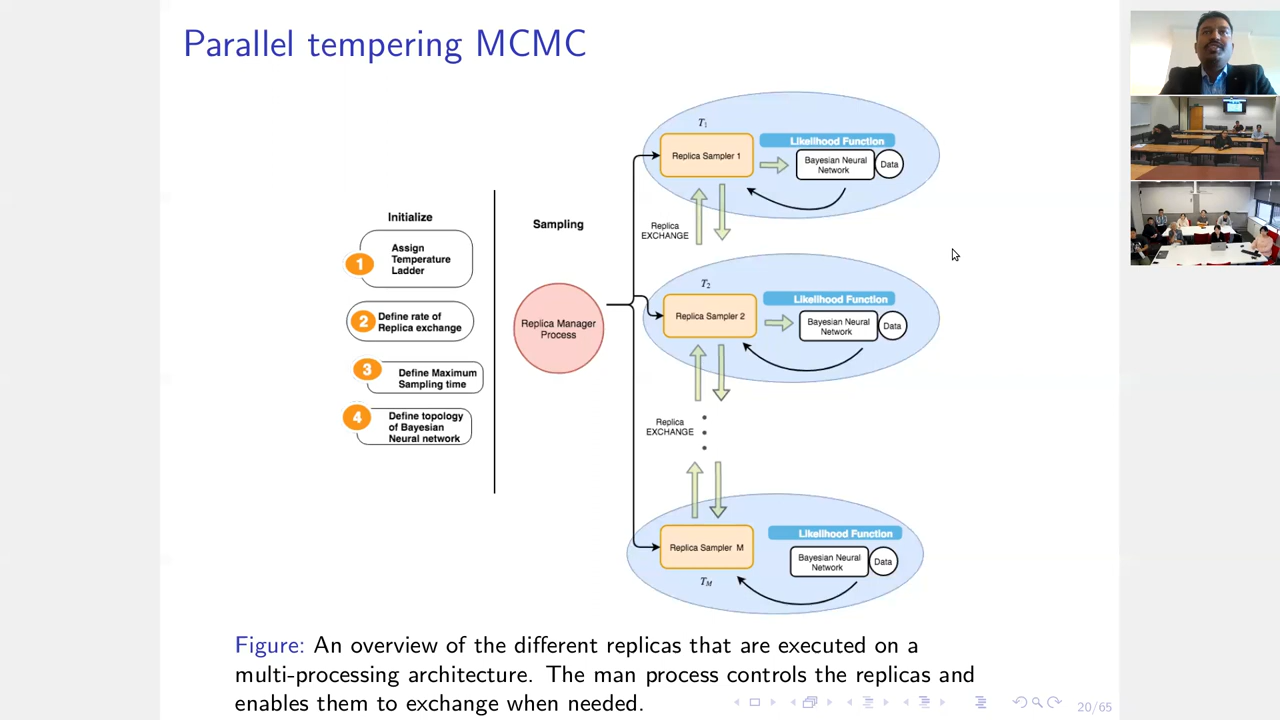 Parallel tempering MCMC
Initialize
1
Assign
Temperature
Ladder
2
Define rate of
Replica exchange
3
Define Maximum
Sampling time
4
Define topology
of Bayesian
Neural network
Sampling
Replica Manager
Process
T1
Replica Sampler 1
Likelihood Function
Bayesian Neural
Network
Data
Replica
EXCHANGE
T2
Replica Sampler 2
Likelihood Function
Bayesian Neural
Network
Data
Replica
EXCHANGE
Replica Sampler M
TM
Likelihood Function
Bayesian Neural
Network
Data
Figure: An overview of the different replicas that are executed on a
multi-processing architecture. The man process controls the replicas and
enables them to exchange when needed.
20/65